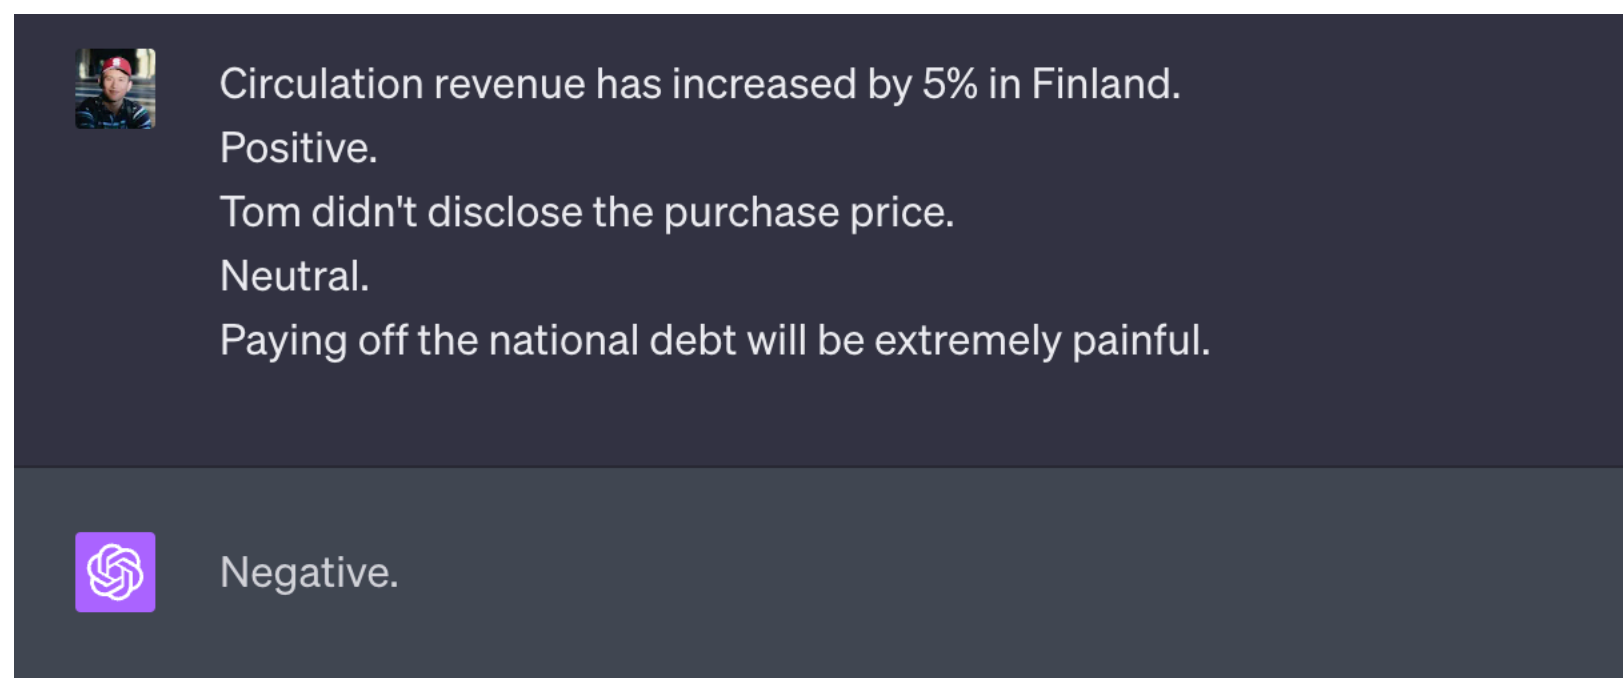 Circulation revenue has increased by 5% in Finland.
Positive.
Tom didn't disclose the purchase price.
Neutral.
Paying off the national debt will be extremely painful.
Negative.